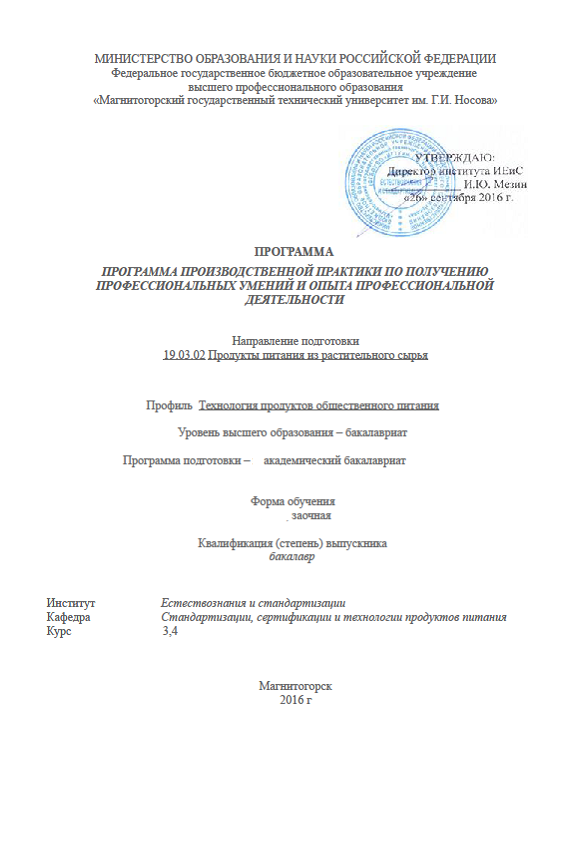 МИНИСТЕРСТВО ОБРАЗОВАНИЯ И НАУКИ РОССИЙСКОЙ ФЕДЕРАЦИИ
Федеральное государственное бюджетное образовательное учреждение
высшего профессионального образования
«Магнитогорский государственный технический университет им. Г.И. Носова»
УТВЕРЖДАЮ:
Директор института ИЕиС
И.Ю. Мезин
«26» сентября 2016 г.
ПРОГРАММА
ПРОГРАММА ПРОИЗВОДСТВЕННОЙ ПРАКТИКИ ПО ПОЛУЧЕНИЮ
ПРОФЕССИОНАЛЬНЫХ УМЕНИЙ И ОПЫТА ПРОФЕССИОНАЛЬНОЙ
ДЕЯТЕЛЬНОСТИ
Направление подготовки
19.03.02 Продукты питания из растительного сырья
Профиль Технология продуктов общественного питания
Уровень высшего образования – бакалавриат
Программа подготовки – академический бакалавриат
Форма обучения
заочная
Квалификация (степень) выпускника
бакалавр
Институт Естествознания и стандартизации
Кафедра Стандартизации, сертификации и технологии продуктов питания
Курс 3,4
Магнитогорск
2016 г